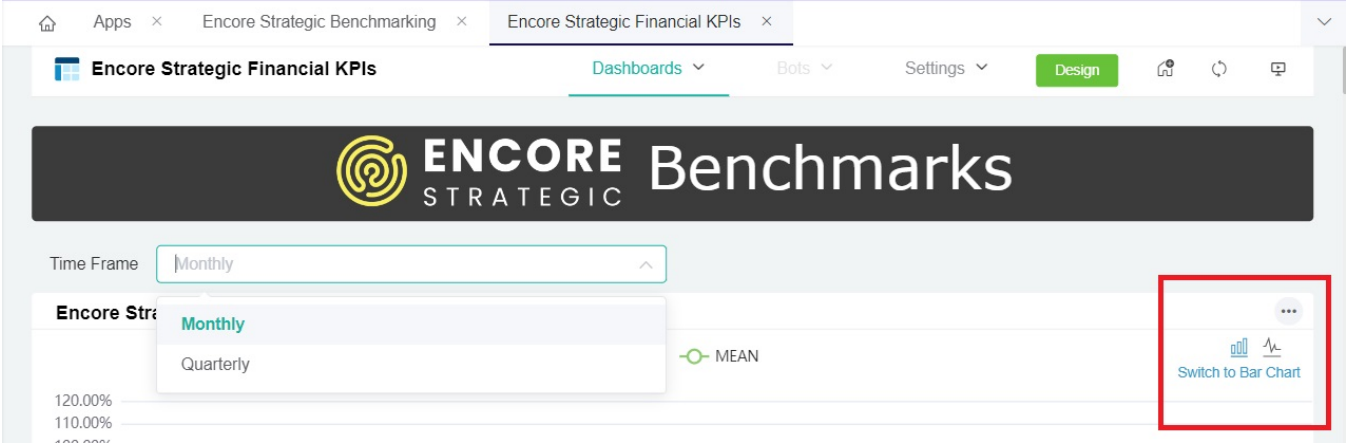 Apps × Encore Strategic Benchmarking × Encore Strategic Financial KPIs ×
Encore Strategic Financial KPIs Dashboards Bots Settings Design
ENCORE STRATEGIC Benchmarks
Time Frame Monthly
Encore Stra
Monthly
Quarterly
MEAN
Switch to Bar Chart
120.00%
110.00%